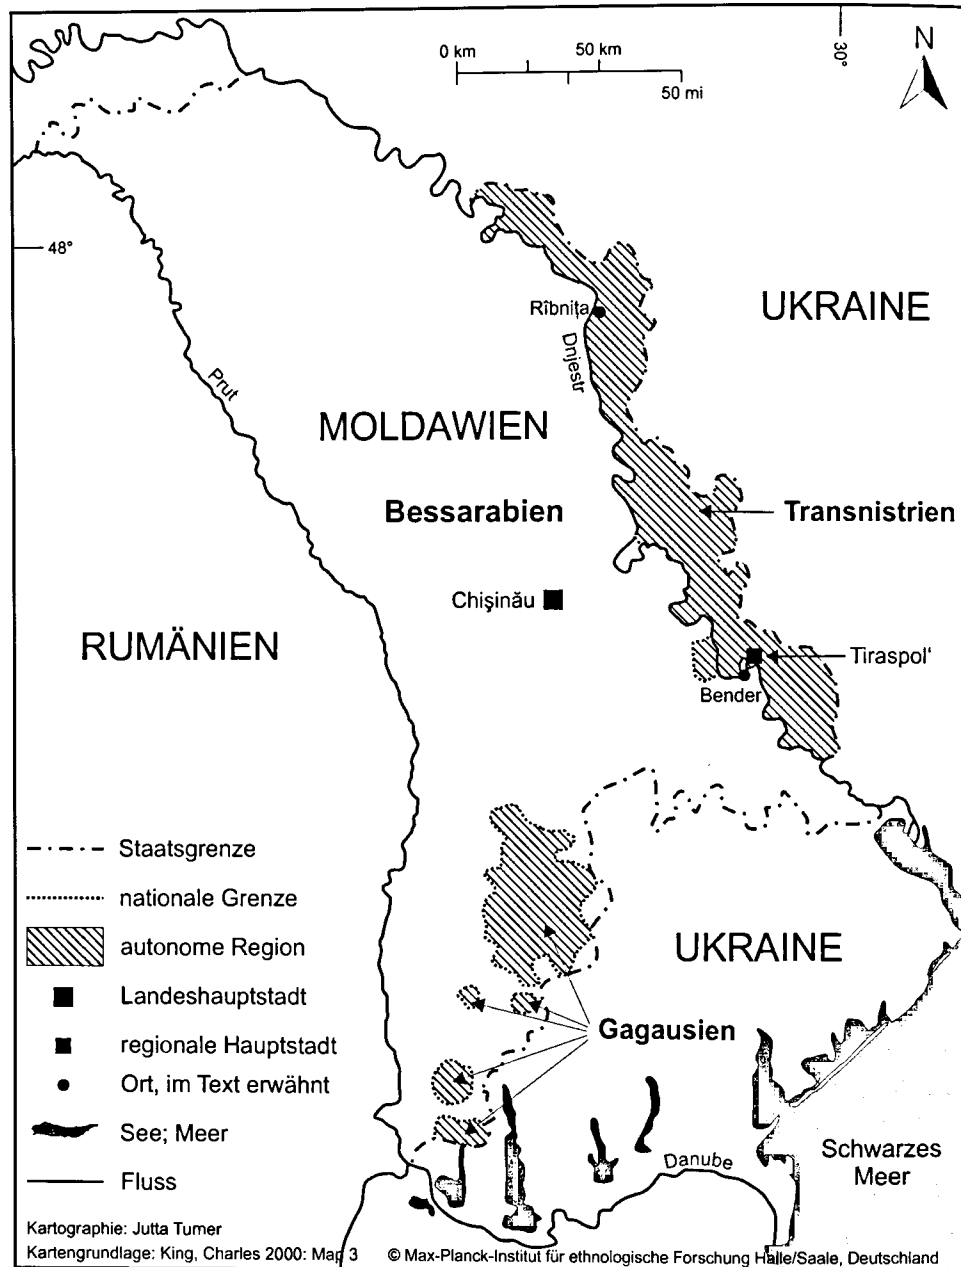 0 km 50 km
50 mi
30°
N
48°
UKRAINE
Rîbnița
Dnjestr
Prut
MOLDAWIEN
Bessarabien
Transnistrien
Chişinău
RUMÄNIEN
Tiraspol'
Bender
Staatsgrenze
nationale Grenze
autonome Region
UKRAINE
Landeshauptstadt
Gagausien
regionale Hauptstadt
Ort, im Text erwähnt
See; Meer
Schwarzes
Meer
Danube
Fluss
Kartographie: Jutta Turner
Kartengrundlage: King, Charles 2000: Map 3 © Max-Planck-Institut für ethnologische Forschung Halle/Saale, Deutschland